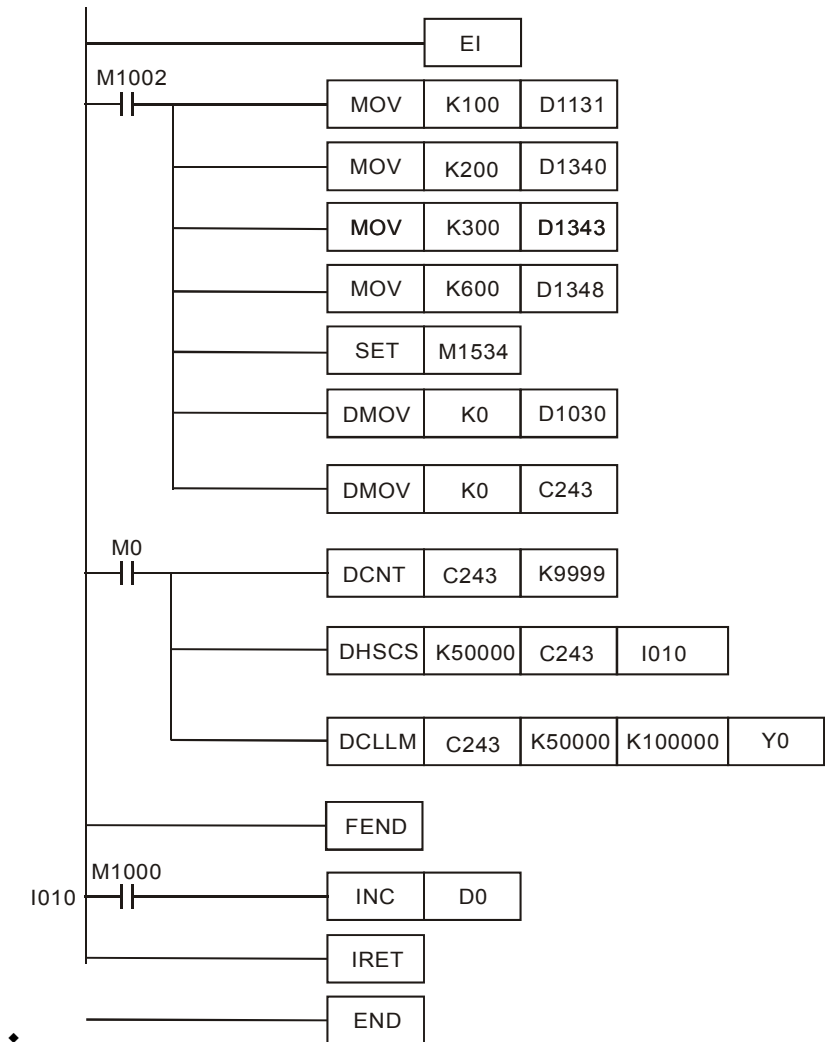 EI
M1002
MOV K100 D1131
MOV K200 D1340
MOV K300 D1343
MOV K600 D1348
SET M1534
DMOV K0 D1030
DMOV K0 C243
M0
DCNT C243 K9999
DHSCS K50000 C243 I010
DCLLM C243 K50000 K100000 Y0
FEND
M1000
I010 INC D0
IRET
END